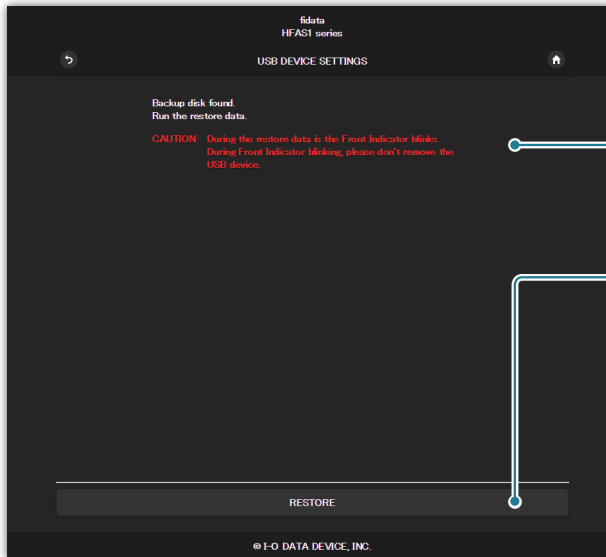 fidata
HFAS1 series
USB DEVICE SETTINGS
Backup disk found.
Run the restore data.
CAUTION: During the restore data is the Front Indicator blinks.
During Front Indicator blinking, please don't remove the
USB device.
RESTORE
© I-O DATA DEVICE, INC.